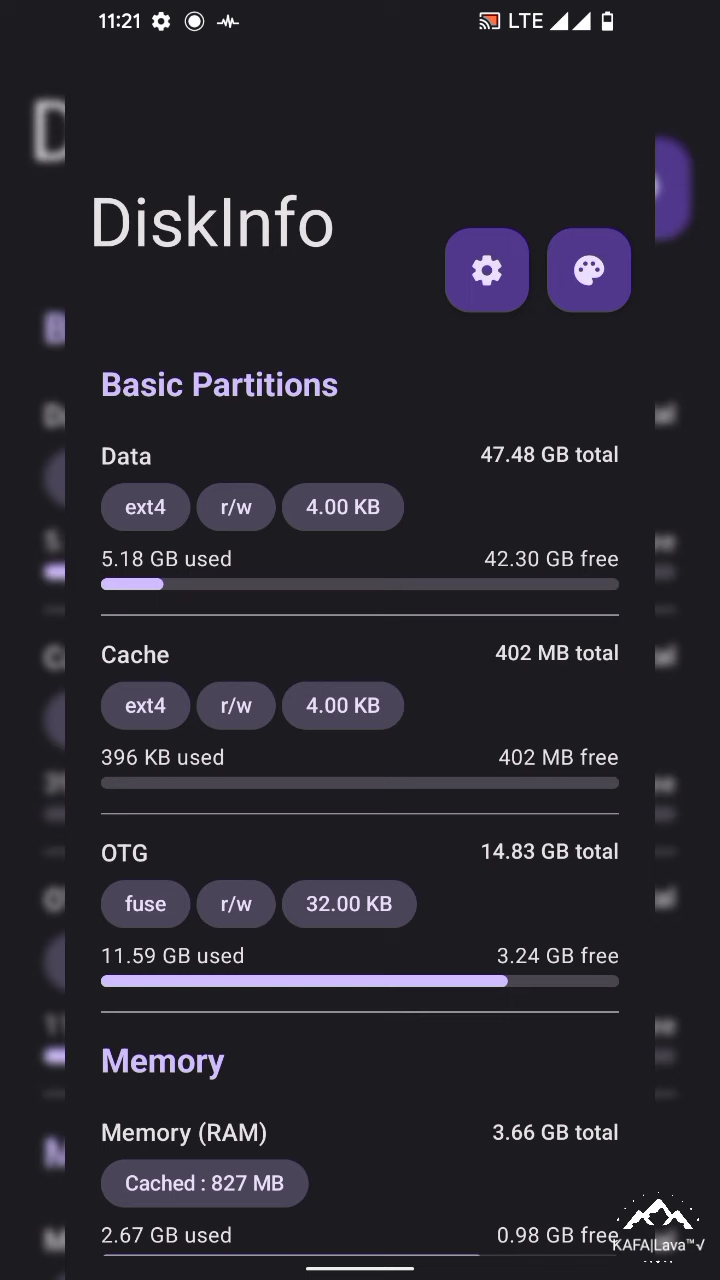 11:21 LTE
DiskInfo
Basic Partitions
Data 47.48 GB total
ext4 r/w 4.00 KB
5.18 GB used 42.30 GB free
Cache 402 MB total
ext4 r/w 4.00 KB
396 KB used 402 MB free
OTG 14.83 GB total
fuse r/w 32.00 KB
11.59 GB used 3.24 GB free
Memory
Memory (RAM) 3.66 GB total
Cached : 827 MB
2.67 GB used 0.98 GB free
KAFA|Lava™√